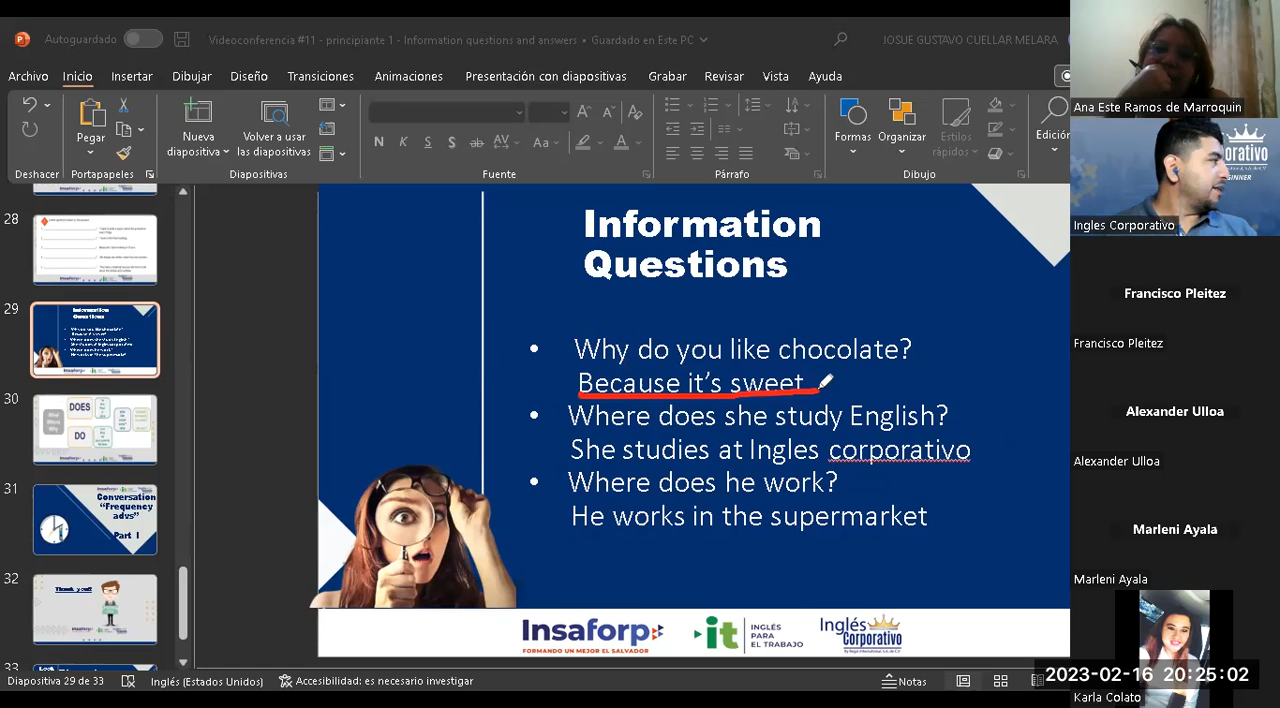 Autoguardado
Videoconferencia #11 - principiante 1 - Information questions and answers • Guardado en Este PC
JOSUE GUSTAVO CUELLAR MELARA
Archivo Inicio Insertar Dibujar Diseño Transiciones Animaciones Presentación con diapositivas Grabar Revisar Vista Ayuda
Pegar
Nueva
diapositiva
Volver a usar
las diapositivas
Formas
Organizar
Estilos
rápidos
Edición
Deshacer
Portapapeles
Diapositivas
Fuente
Párrafo
Dibujo
28
29
30
31
32
33
DOES
DO
Conversation
"Frequency
advs"
Part 1
Thank you!!
Information
Questions
• Why do you like chocolate?
Because it's sweet
• Where does she study English?
She studies at Ingles corporativo
• Where does he work?
He works in the supermarket
Insaforp
FORMANDO UN MEJOR EL SALVADOR
it
INGLÉS
PARA
EL TRABAJO
Inglés
Corporativo
Diapositiva 29 de 33
Inglés (Estados Unidos)
Accesibilidad: es necesario investigar
Notas
Ana Este Ramos de Marroquin
Ingles Corporativo
Francisco Pleitez
Francisco Pleitez
Alexander Ulloa
Alexander Ulloa
Marleni Ayala
Marleni Ayala
2023-02-16 20:25:02
Karla Colato